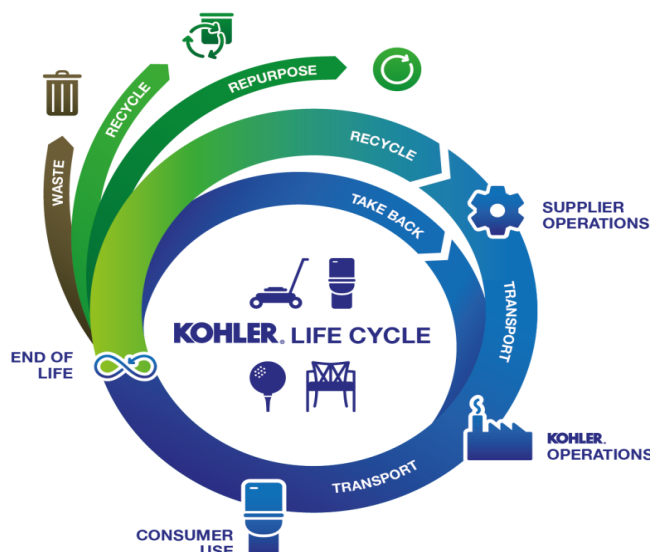 REPURPOSE
RECYCLE
WASTE
RECYCLE
TAKE BACK
SUPPLIER
OPERATIONS
TRANSPORT
KOHLER. LIFE CYCLE
END OF
LIFE
KOHLER.
OPERATIONS
TRANSPORT
CONSUMER
USE